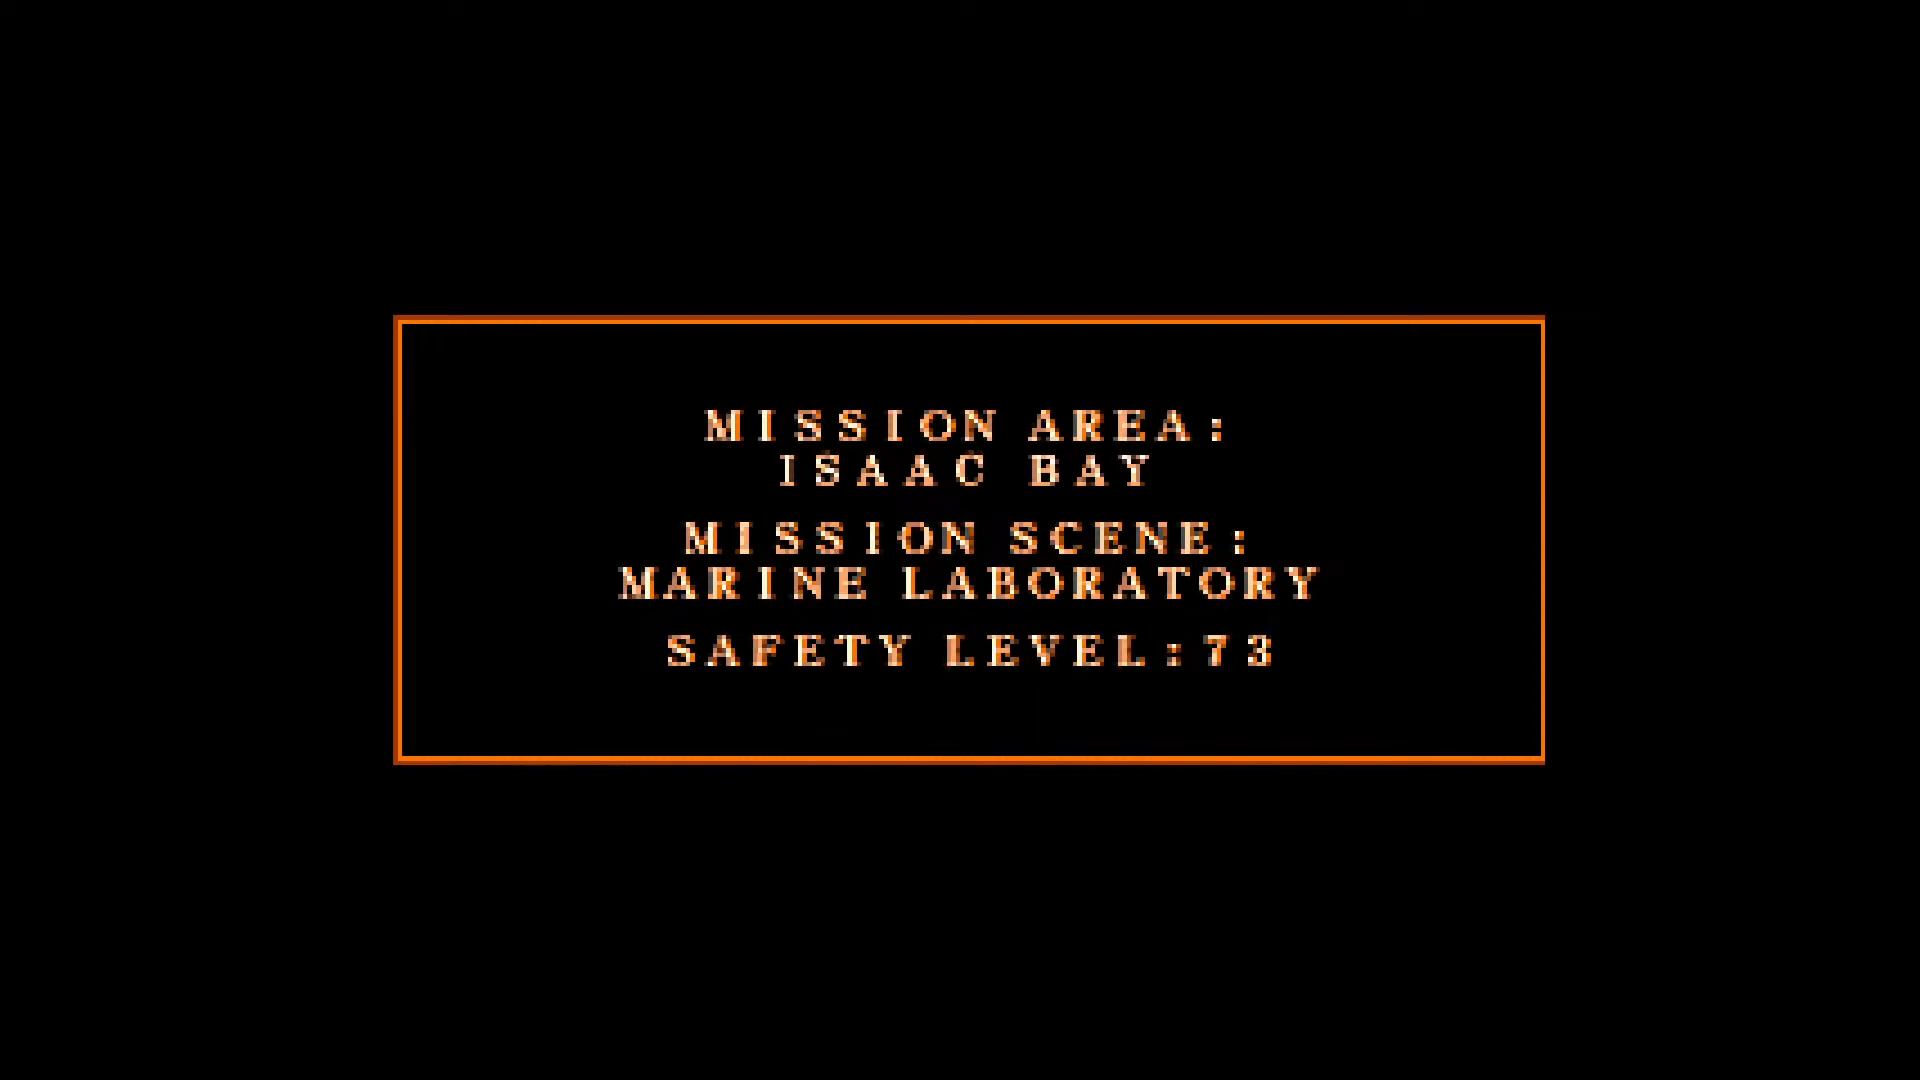 MISSION AREA:
ISAAC BAY
MISSION SCENE:
MARINE LABORATORY
SAFETY LEVEL:73